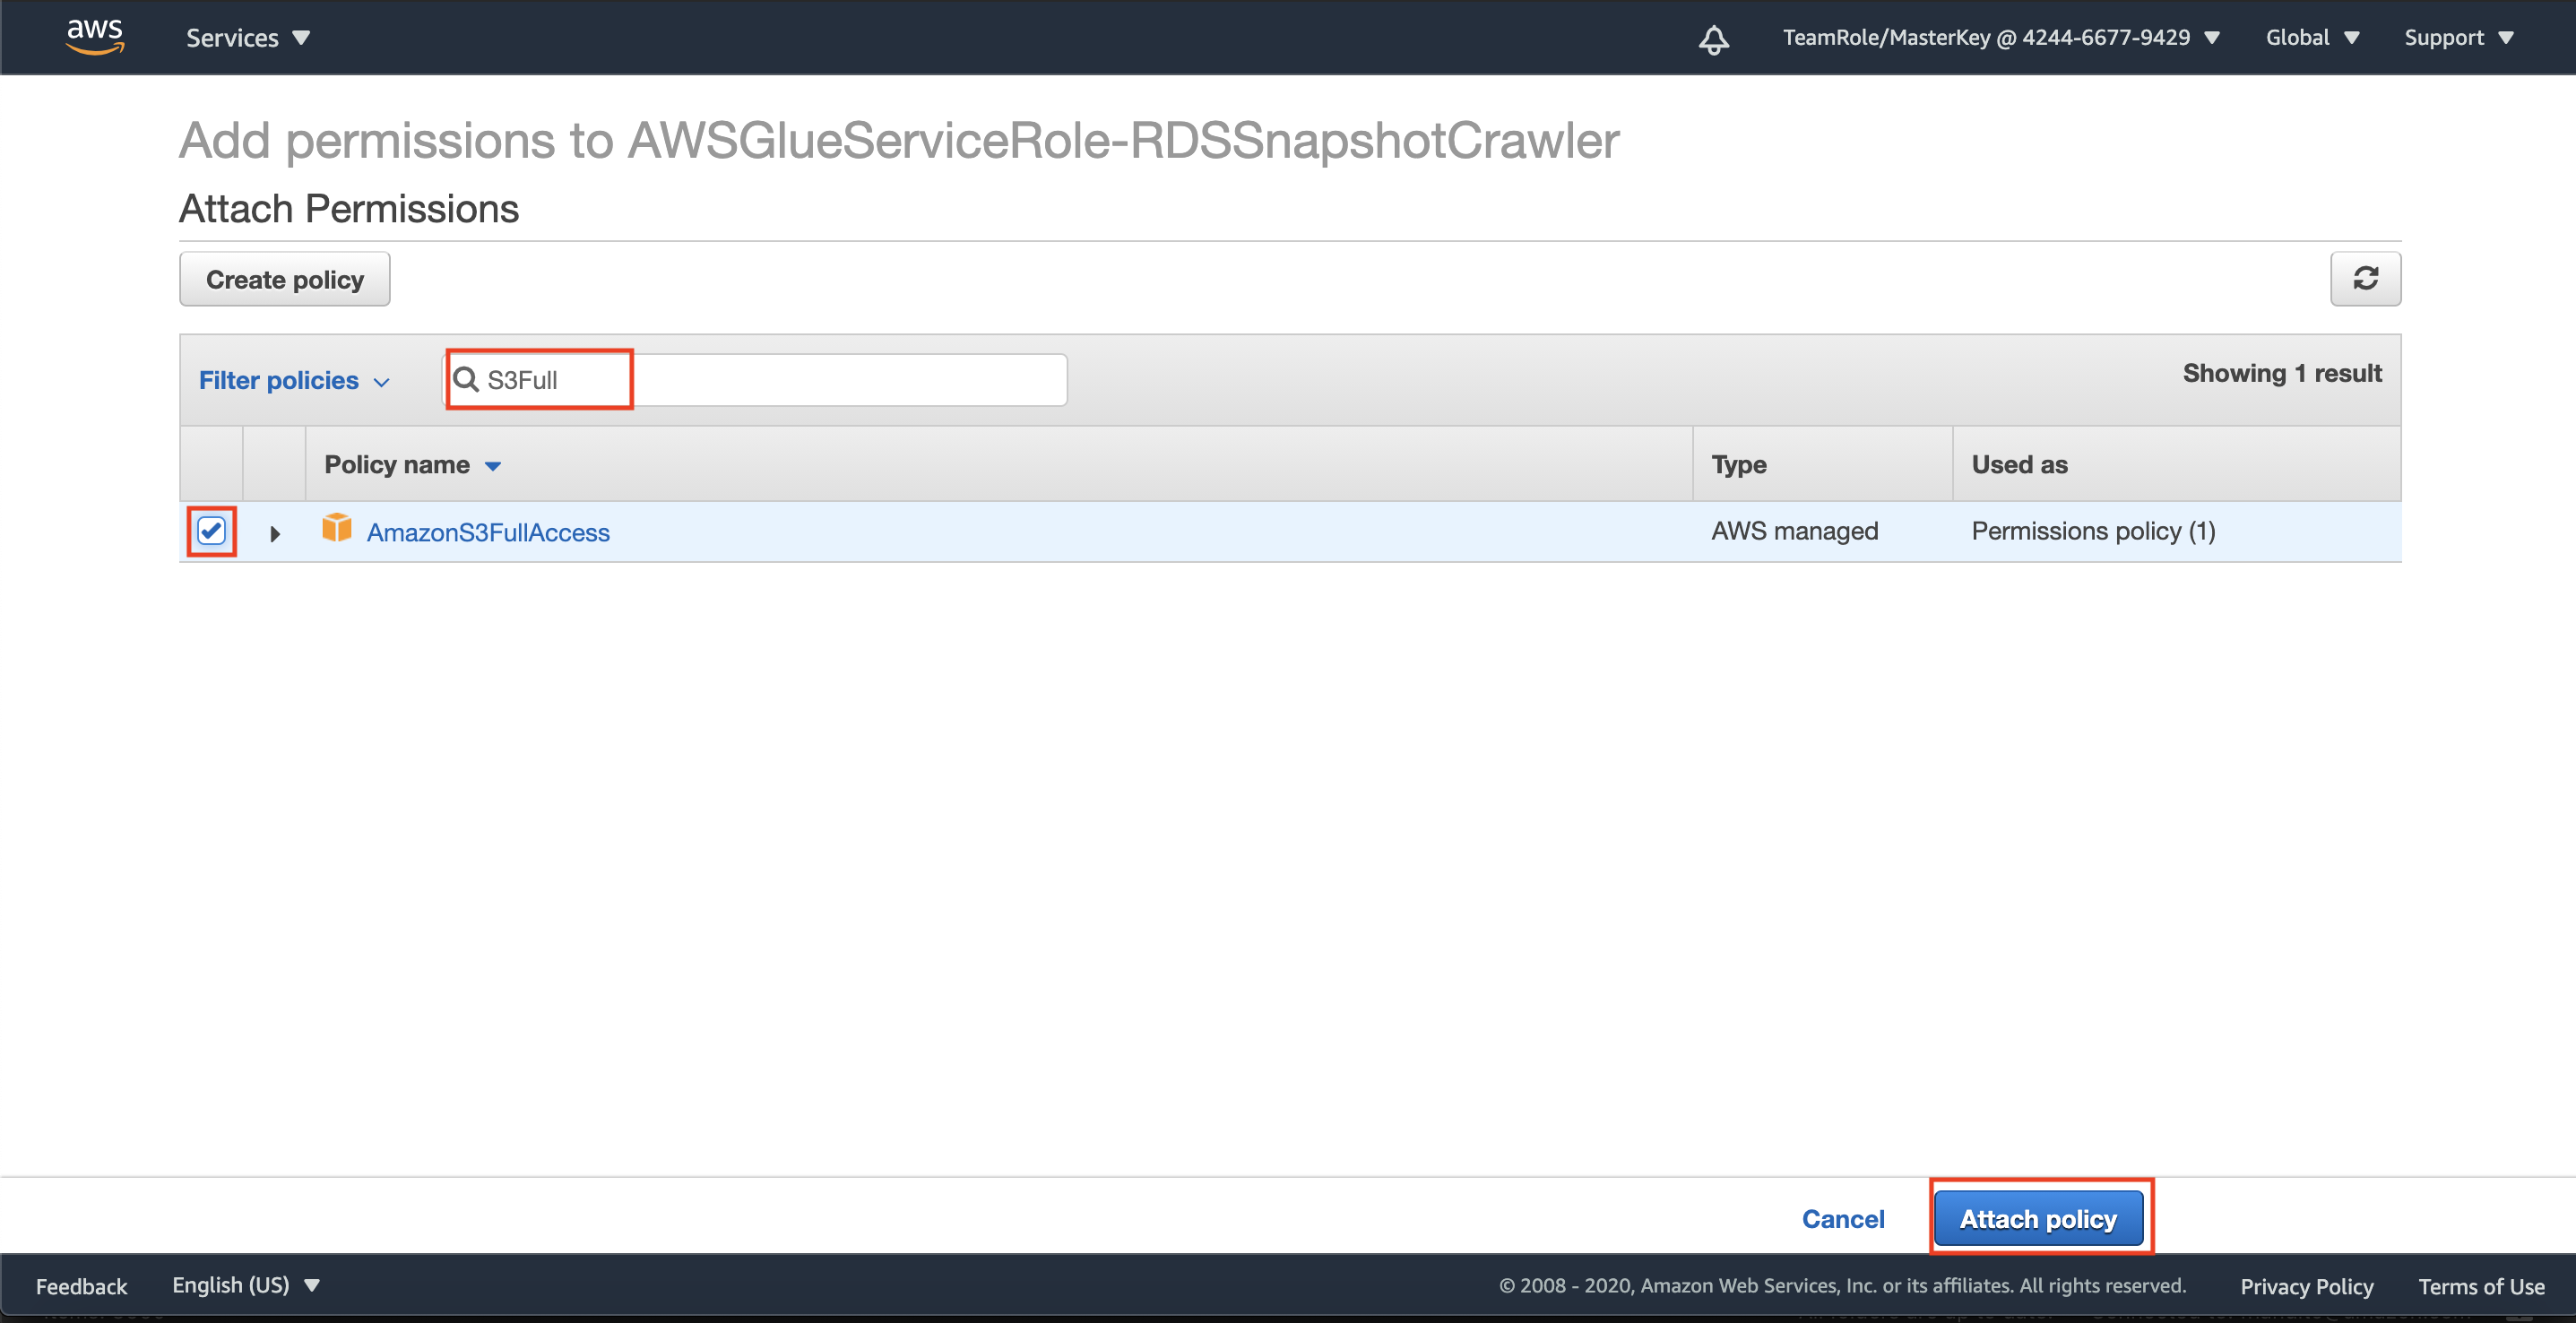 aws Services TeamRole/MasterKey @ 4244-6677-9429 Global Support
Add permissions to AWSGlueServiceRole-RDSSnapshotCrawler
Attach Permissions
Create policy
Filter policies S3Full Showing 1 result
Policy name Type Used as
AmazonS3FullAccess AWS managed Permissions policy (1)
Cancel Attach policy
Feedback English (US) © 2008 - 2020, Amazon Web Services, Inc. or its affiliates. All rights reserved. Privacy Policy Terms of Use